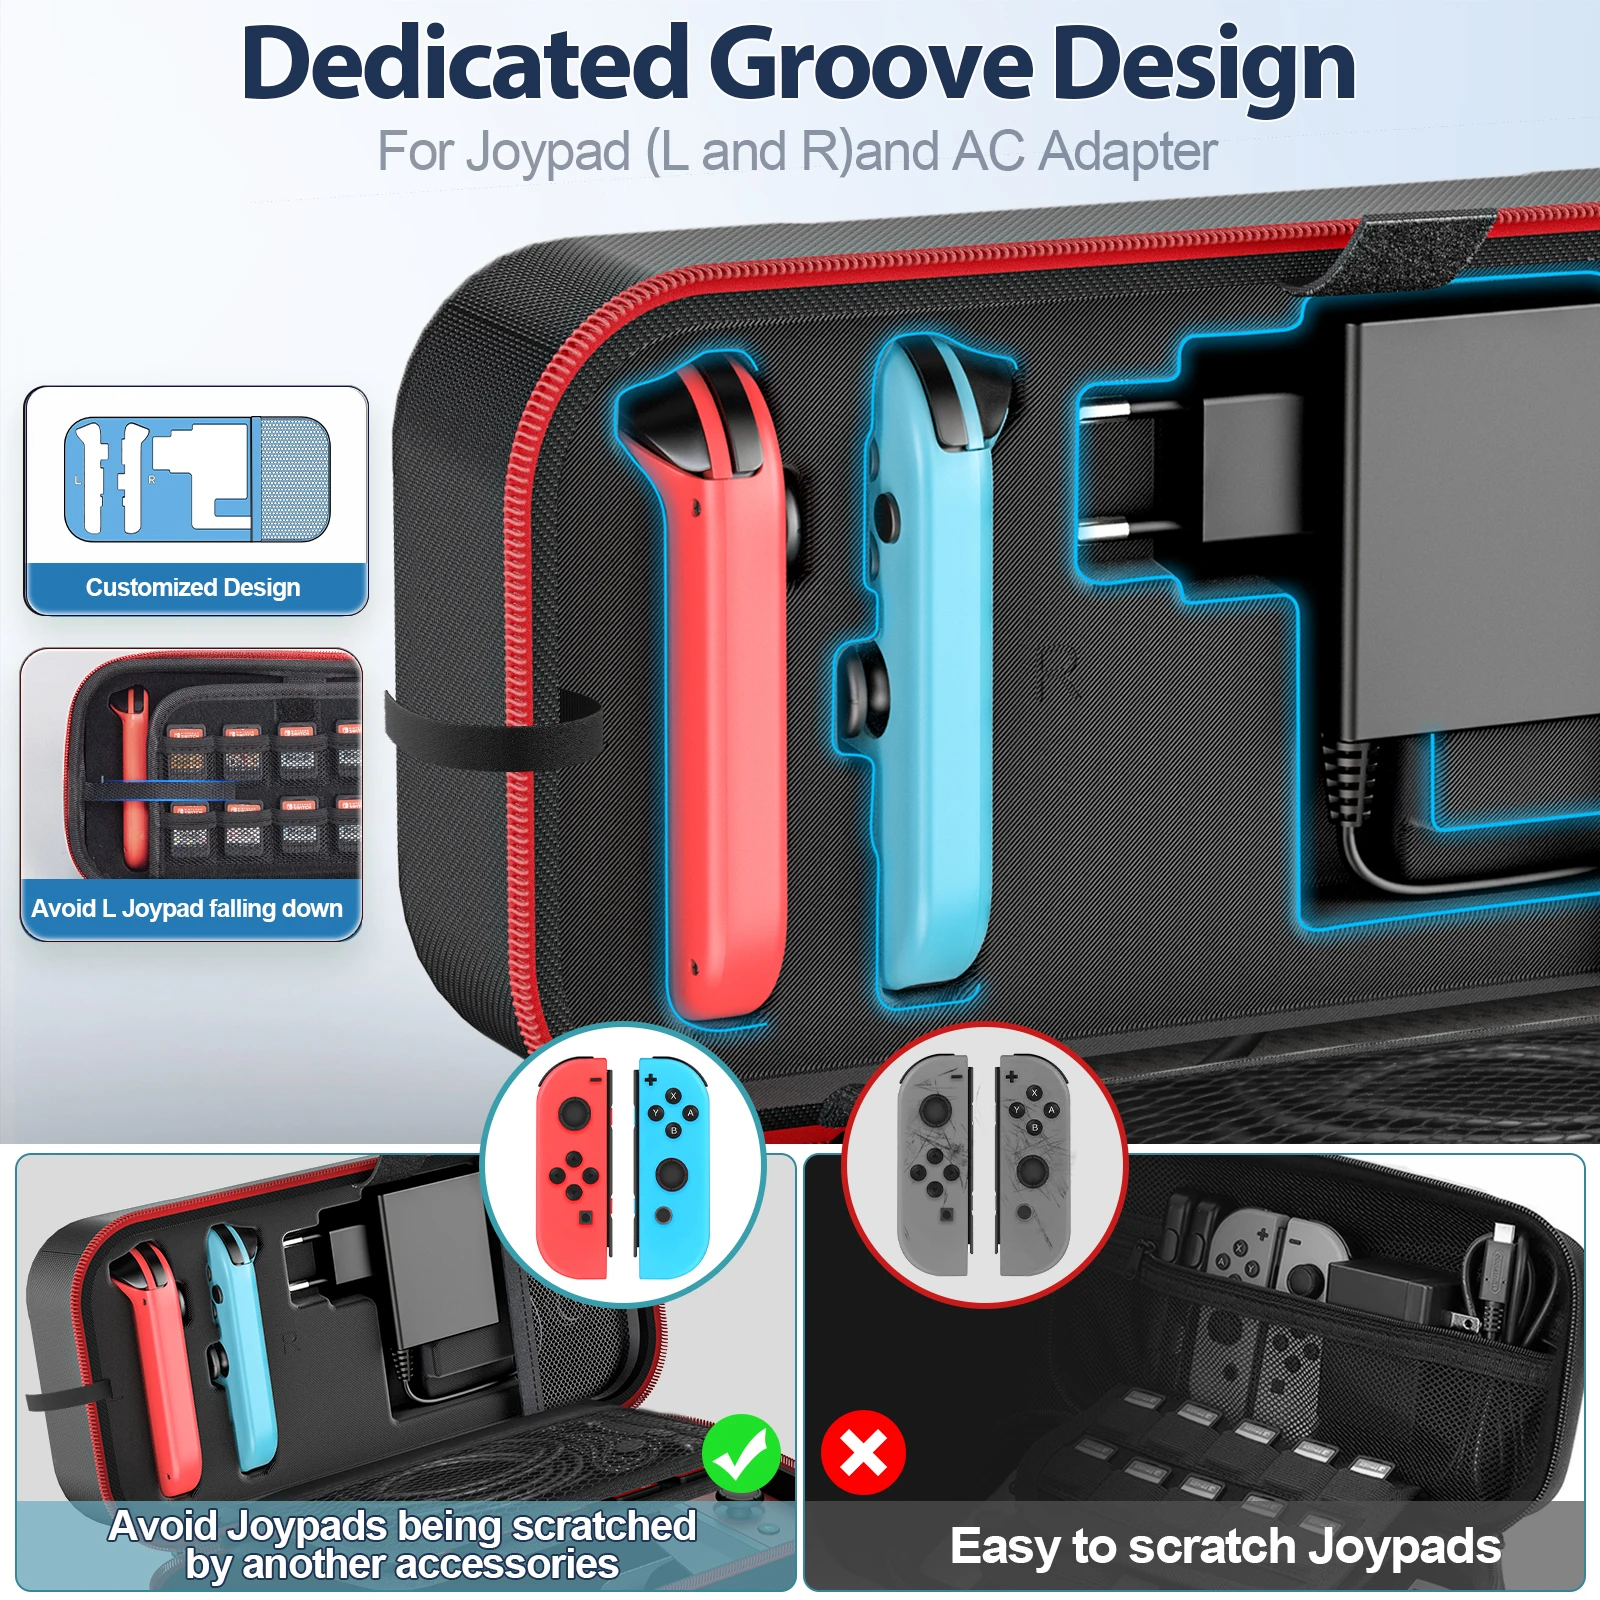 Dedicated Groove Design
For Joypad (L and R)and AC Adapter
L
R
Customized Design
Avoid L Joypad falling down
R
X
Y
A
B
X
Y
A
B
R
Avoid Joypads being scratched
by another accessories
Easy to scratch Joypads